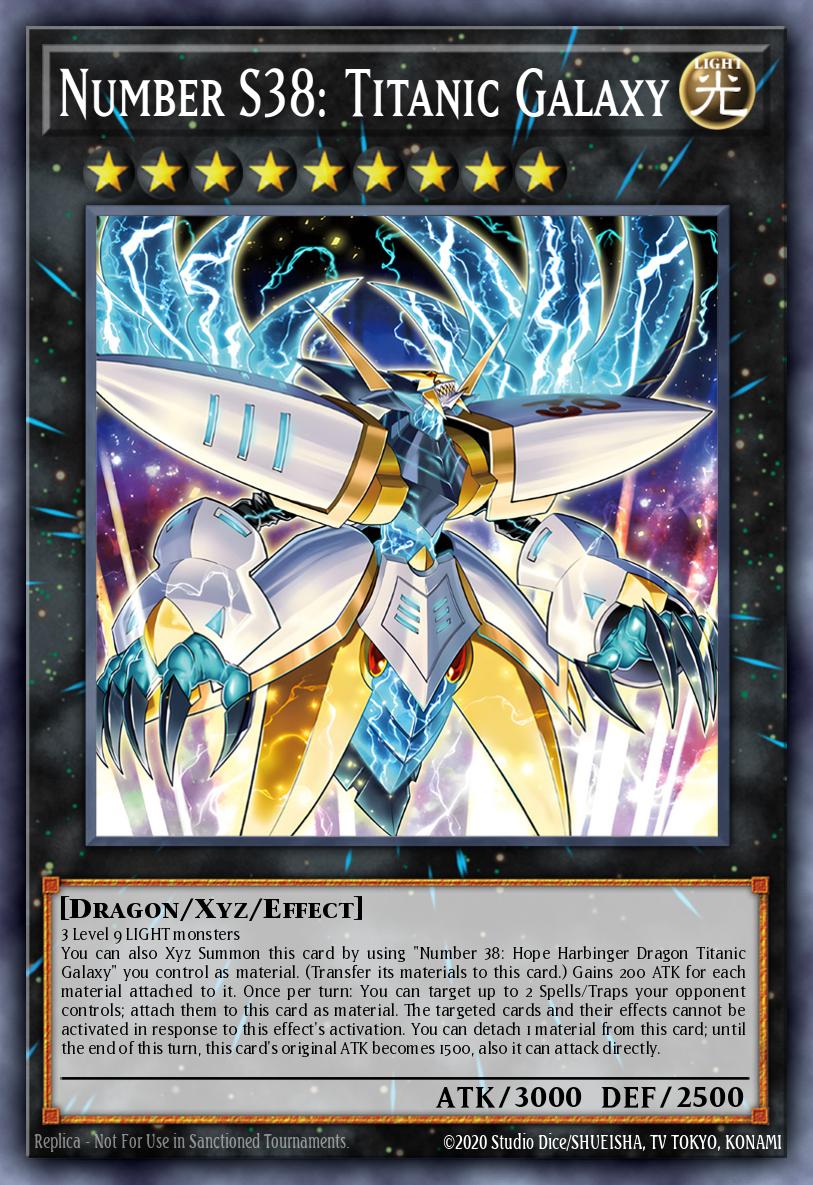 Number S38: Titanic Galaxy
LIGHT
光
38
[Dragon/Xyz/Effect]
3 Level 9 LIGHT monsters
You can also Xyz Summon this card by using "Number 38: Hope Harbinger Dragon Titanic
Galaxy" you control as material. (Transfer its materials to this card.) Gains 200 ATK for each
material attached to it. Once per turn: You can target up to 2 Spells/Traps your opponent
controls; attach them to this card as material. The targeted cards and their effects cannot be
activated in response to this effect's activation. You can detach 1 material from this card; until
the end of this turn, this card's original ATK becomes 1500, also it can attack directly.
ATK/3000 DEF/2500
Replica - Not For Use in Sanctioned Tournaments.
©2020 Studio Dice/SHUEISHA, TV TOKYO, KONAMI